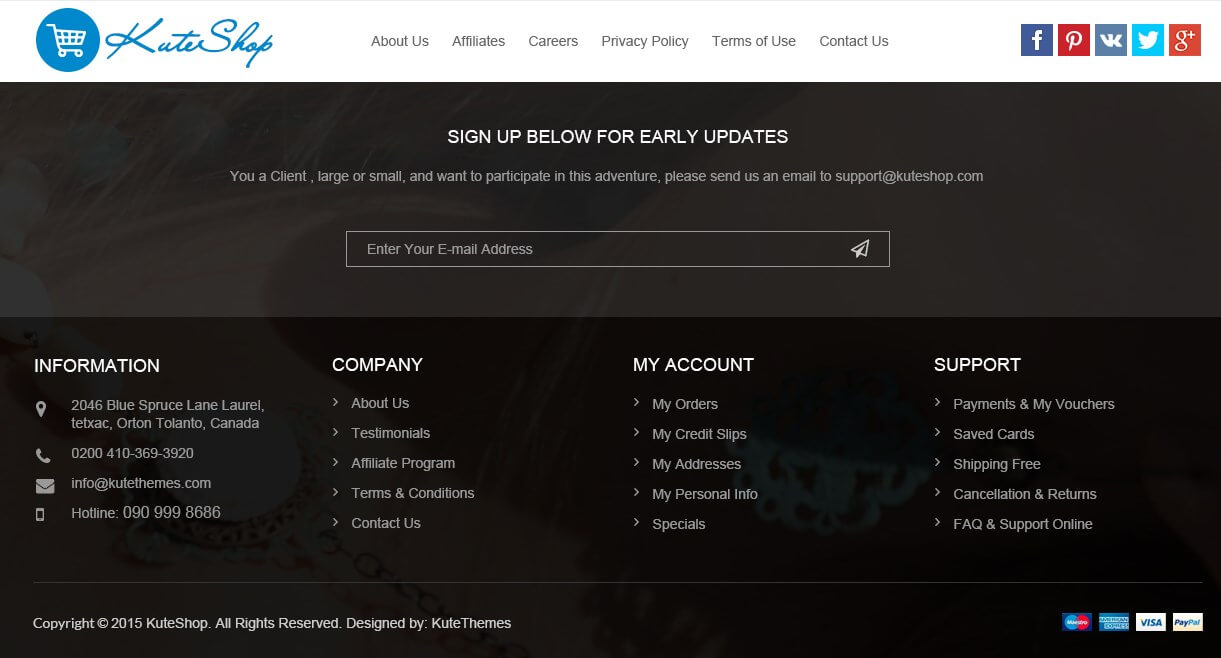 KuteShop
About Us Affiliates Careers Privacy Policy Terms of Use Contact Us
SIGN UP BELOW FOR EARLY UPDATES
You a Client , large or small, and want to participate in this adventure, please send us an email to support@kuteshop.com
Enter Your E-mail Address
INFORMATION
2046 Blue Spruce Lane Laurel,
tetxac, Orton Tolanto, Canada
0200 410-369-3920
info@kutethemes.com
Hotline: 090 999 8686
COMPANY
About Us
Testimonials
Affiliate Program
Terms & Conditions
Contact Us
MY ACCOUNT
My Orders
My Credit Slips
My Addresses
My Personal Info
Specials
SUPPORT
Payments & My Vouchers
Saved Cards
Shipping Free
Cancellation & Returns
FAQ & Support Online
Copyright © 2015 KuteShop. All Rights Reserved. Designed by: KuteThemes
Maestro
AMERICAN EXPRESS
VISA
PayPal